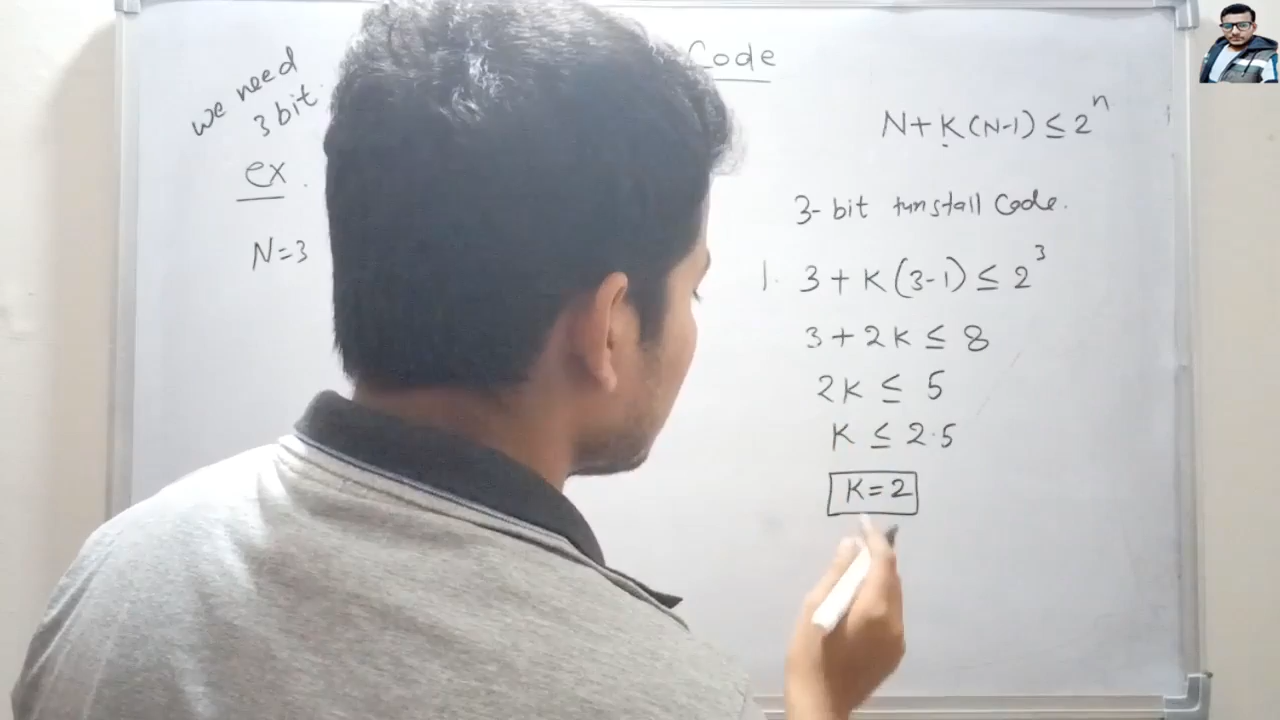 Code
we need
3 bit.
ex.
N=3
N+K(N-1) ≤ 2^n
3-bit tunstall Code.
1. 3+K(3-1) ≤ 2^3
3+2K ≤ 8
2K ≤ 5
K ≤ 2.5
K=2